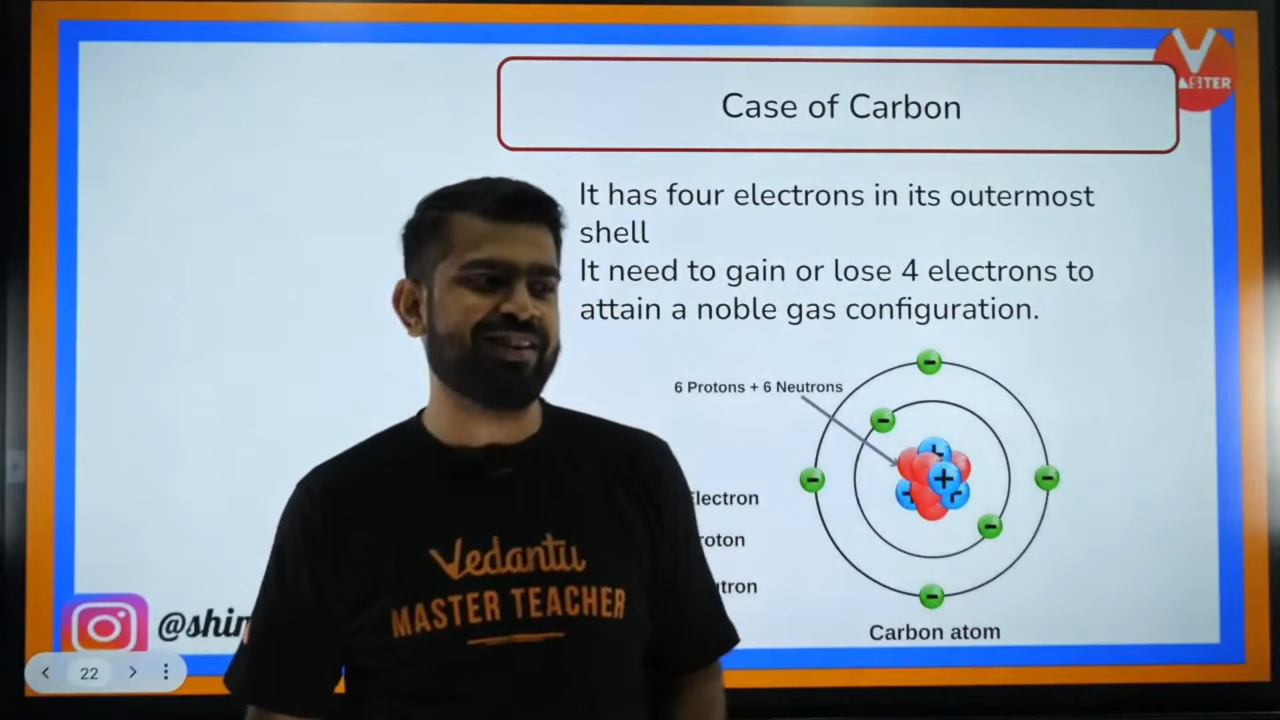 Case of Carbon
It has four electrons in its outermost
shell
It need to gain or lose 4 electrons to
attain a noble gas configuration.
6 Protons + 6 Neutrons
Carbon atom
Vedantu
MASTER TEACHER
22